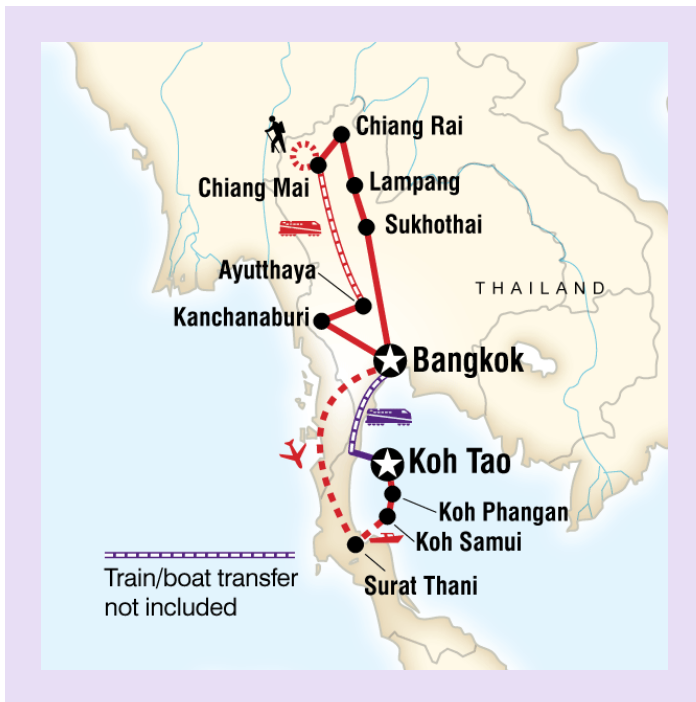 Chiang Rai
Chiang Mai
Lampang
Sukhothai
Ayutthaya
THAILAND
Kanchanaburi
Bangkok
Koh Tao
Koh Phangan
Koh Samui
Train/boat transfer
not included
Surat Thani